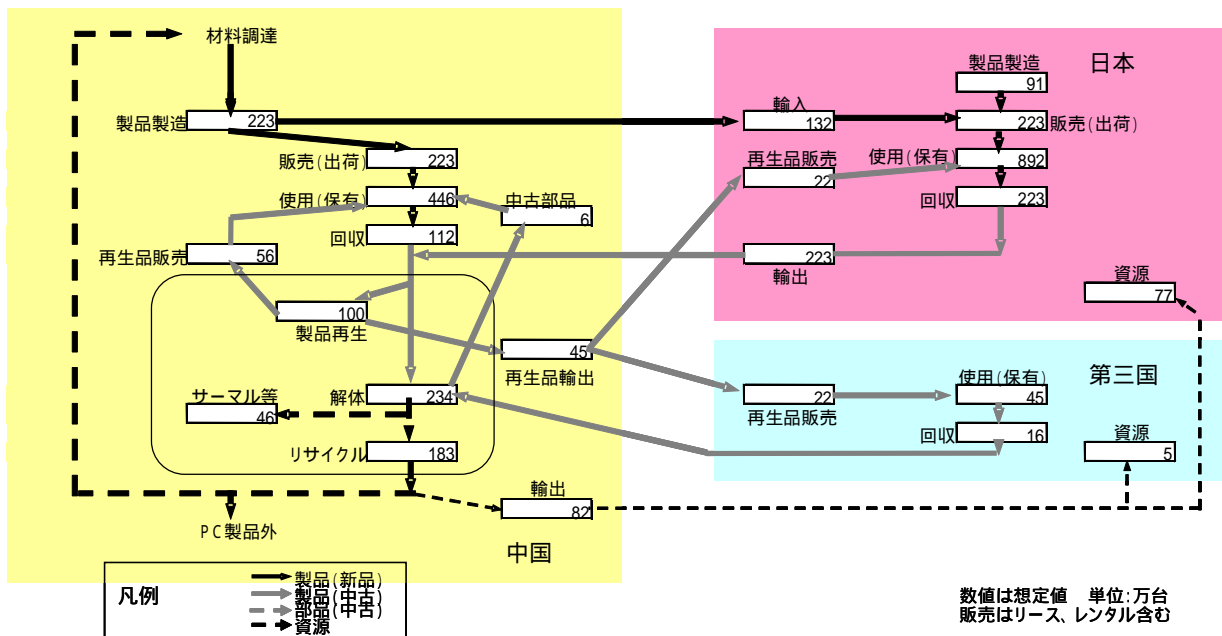 材料調達
製品製造 223
販売(出荷) 223
使用(保有) 446
中古部品 6
回収 112
再生品販売 56
100
製品再生
45
再生品輸出
サーマル等
46
解体 234
リサイクル 183
輸出
82
PC製品外
中国
日本
製品製造
91
輸入
132
223 販売(出荷)
再生品販売
22
使用(保有) 892
回収 223
223
輸出
資源
77
第三国
22
再生品販売
使用(保有)
45
回収 16
資源
5
凡例
製品(新品)
製品(中古)
部品(中古)
資源
数値は想定値 単位:万台
販売はリース、レンタル含む